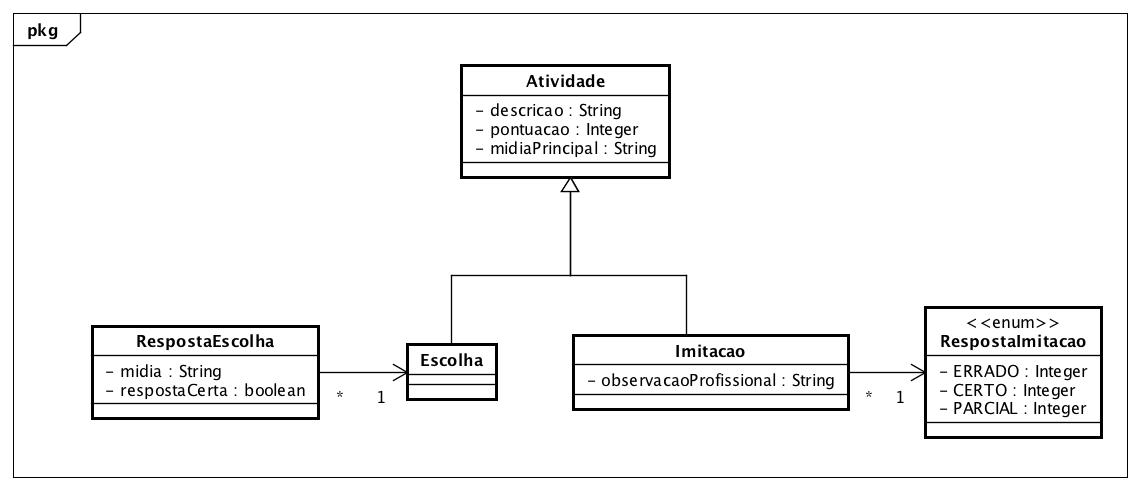 pkg
Atividade
- descricao : String
- pontuacao : Integer
- midiaPrincipal : String
RespostaEscolha
- midia : String
- respostaCerta : boolean
* 1
Escolha
Imitacao
- observacaoProfissional : String
* 1
<<enum>>
RespostaImitacao
- ERRADO : Integer
- CERTO : Integer
- PARCIAL : Integer